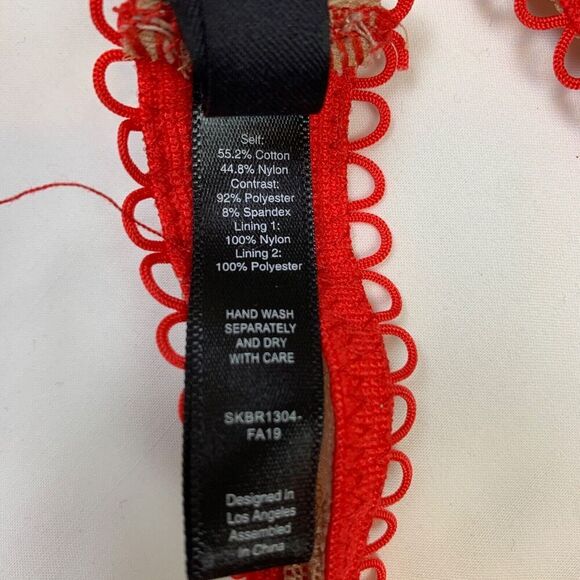 Self:
55.2% Cotton
44.8% Nylon
Contrast:
92% Polyester
8% Spandex
Lining 1:
100% Nylon
Lining 2:
100% Polyester
HAND WASH
SEPARATELY
AND DRY
WITH CARE
SKBR1304-
FA19
Designed in
Los Angeles
Assembled
in China